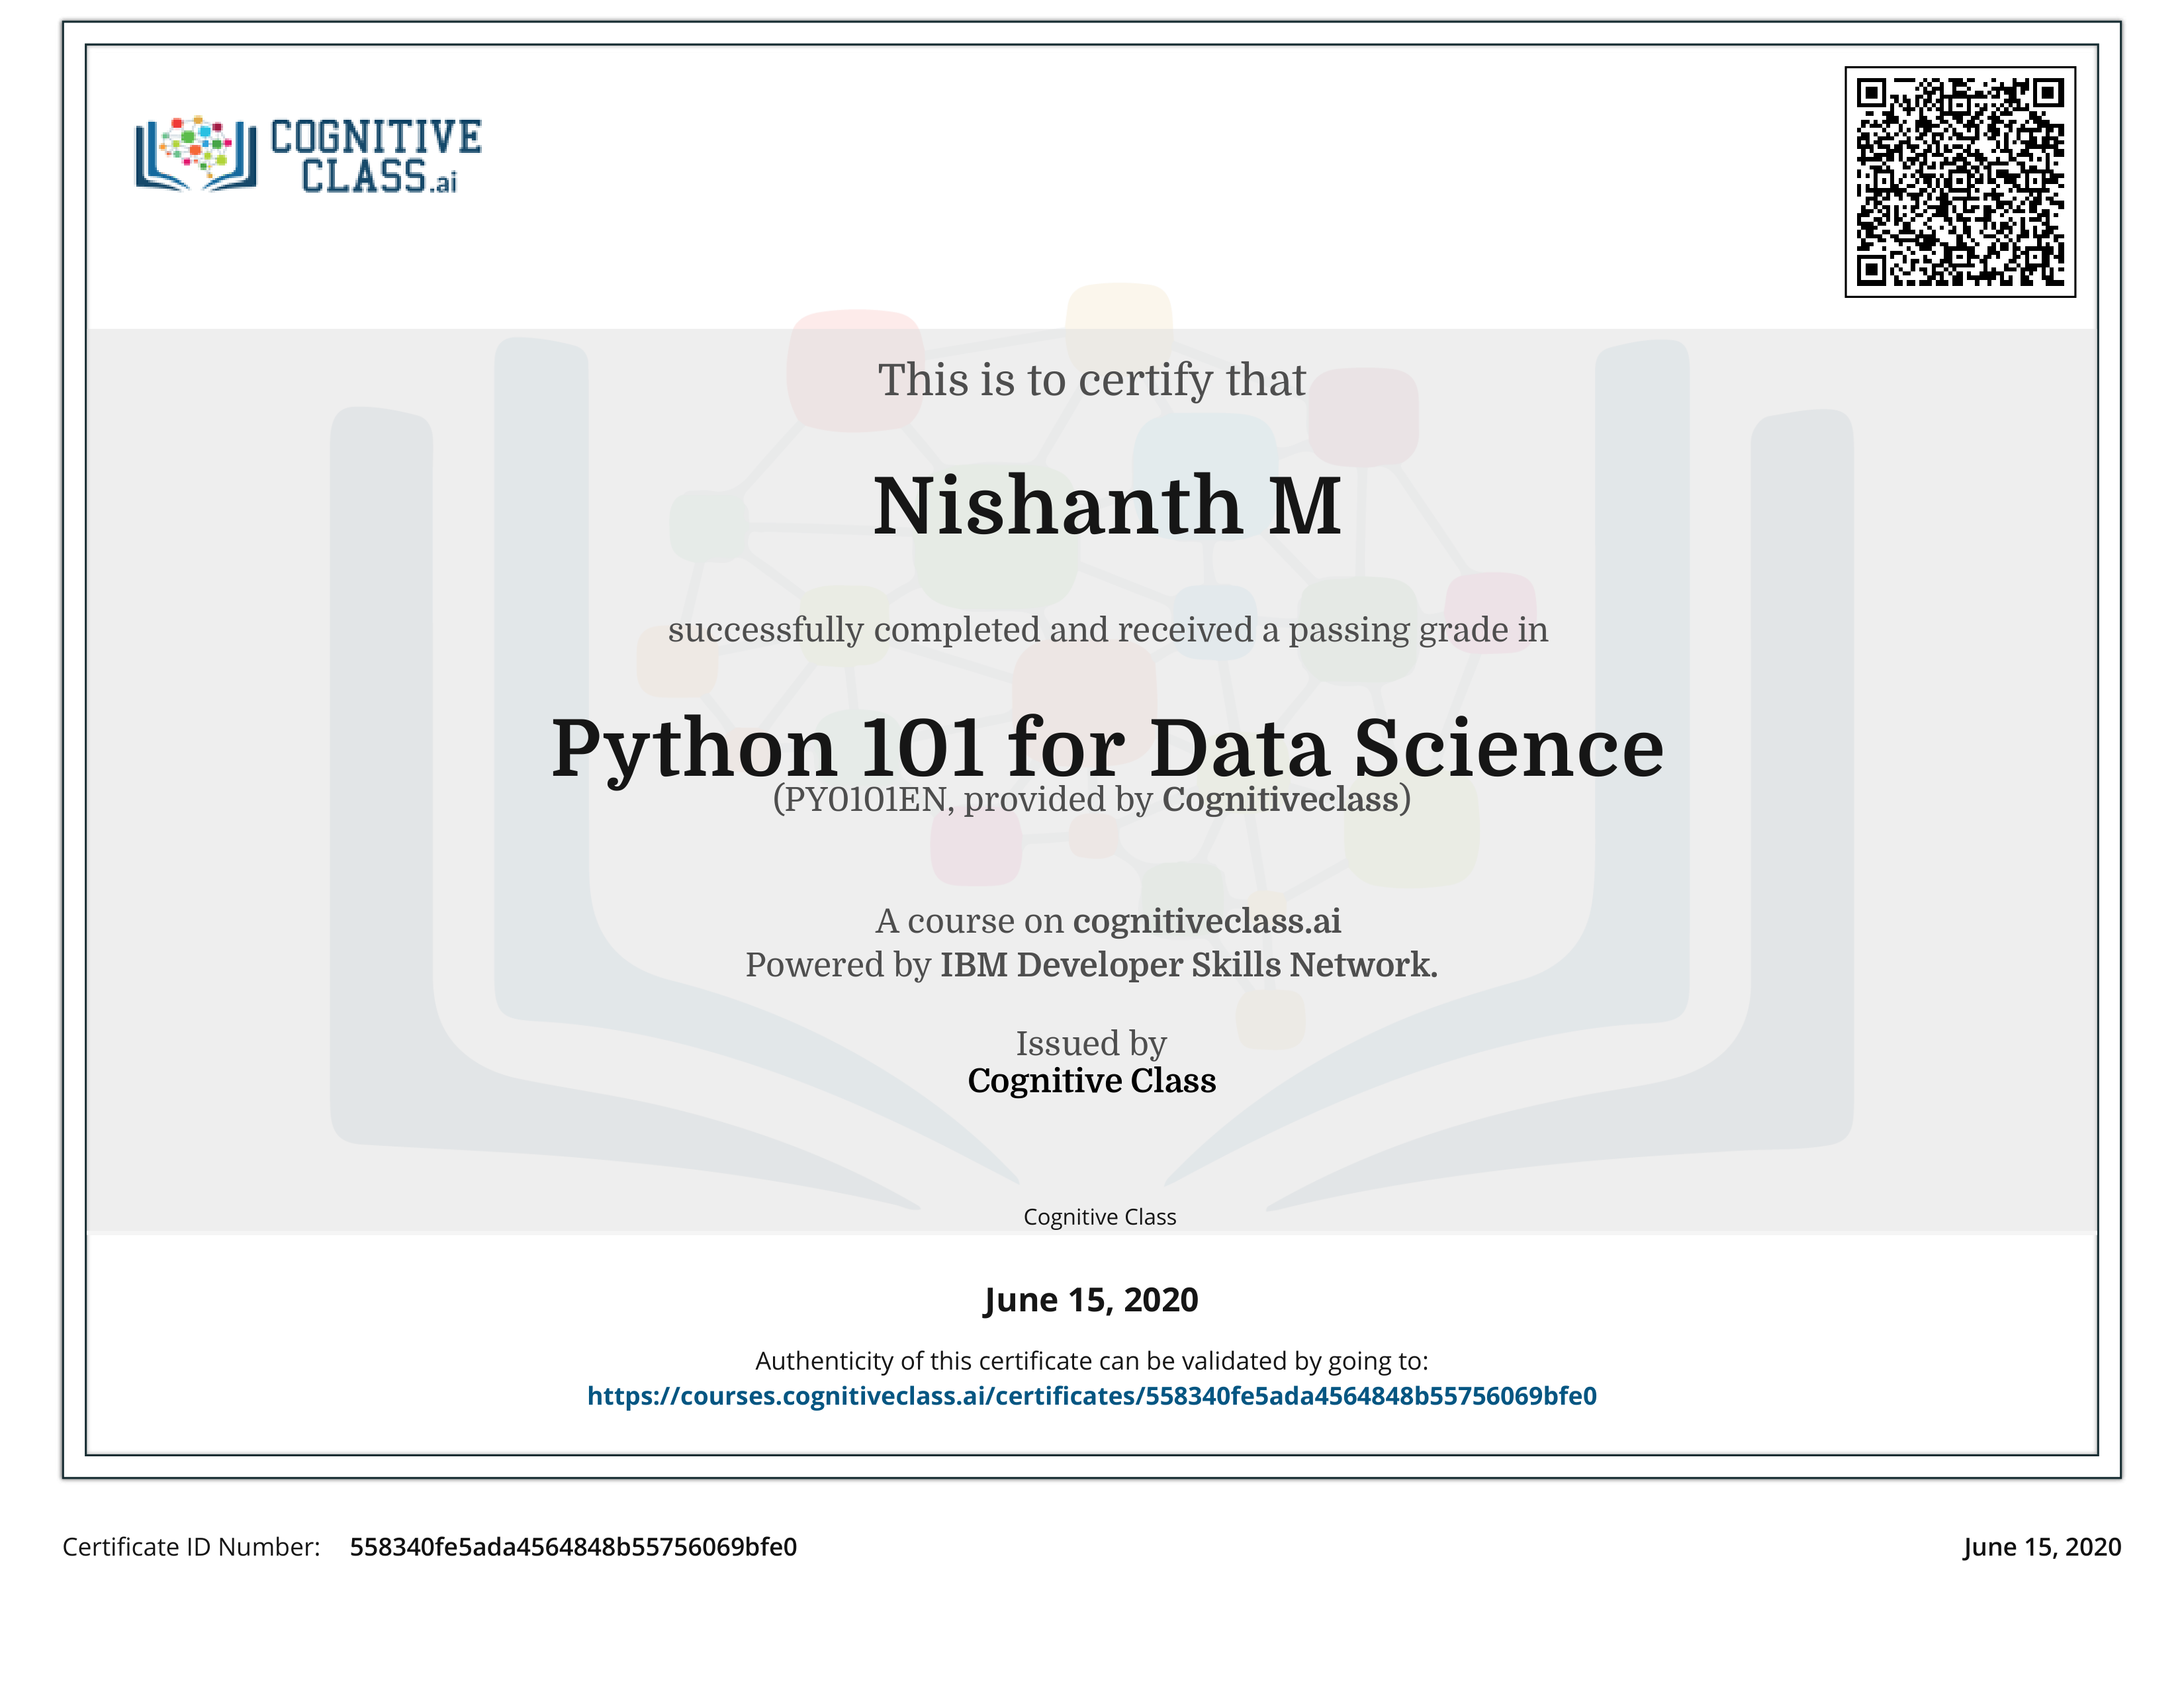 COGNITIVE
CLASS.ai
This is to certify that
Nishanth M
successfully completed and received a passing grade in
Python 101 for Data Science
(PY0101EN, provided by Cognitiveclass)
A course on cognitiveclass.ai
Powered by IBM Developer Skills Network.
Issued by
Cognitive Class
Cognitive Class
June 15, 2020
Authenticity of this certificate can be validated by going to:
https://courses.cognitiveclass.ai/certificates/558340fe5ada4564848b55756069bfe0
Certificate ID Number: 558340fe5ada4564848b55756069bfe0 June 15, 2020